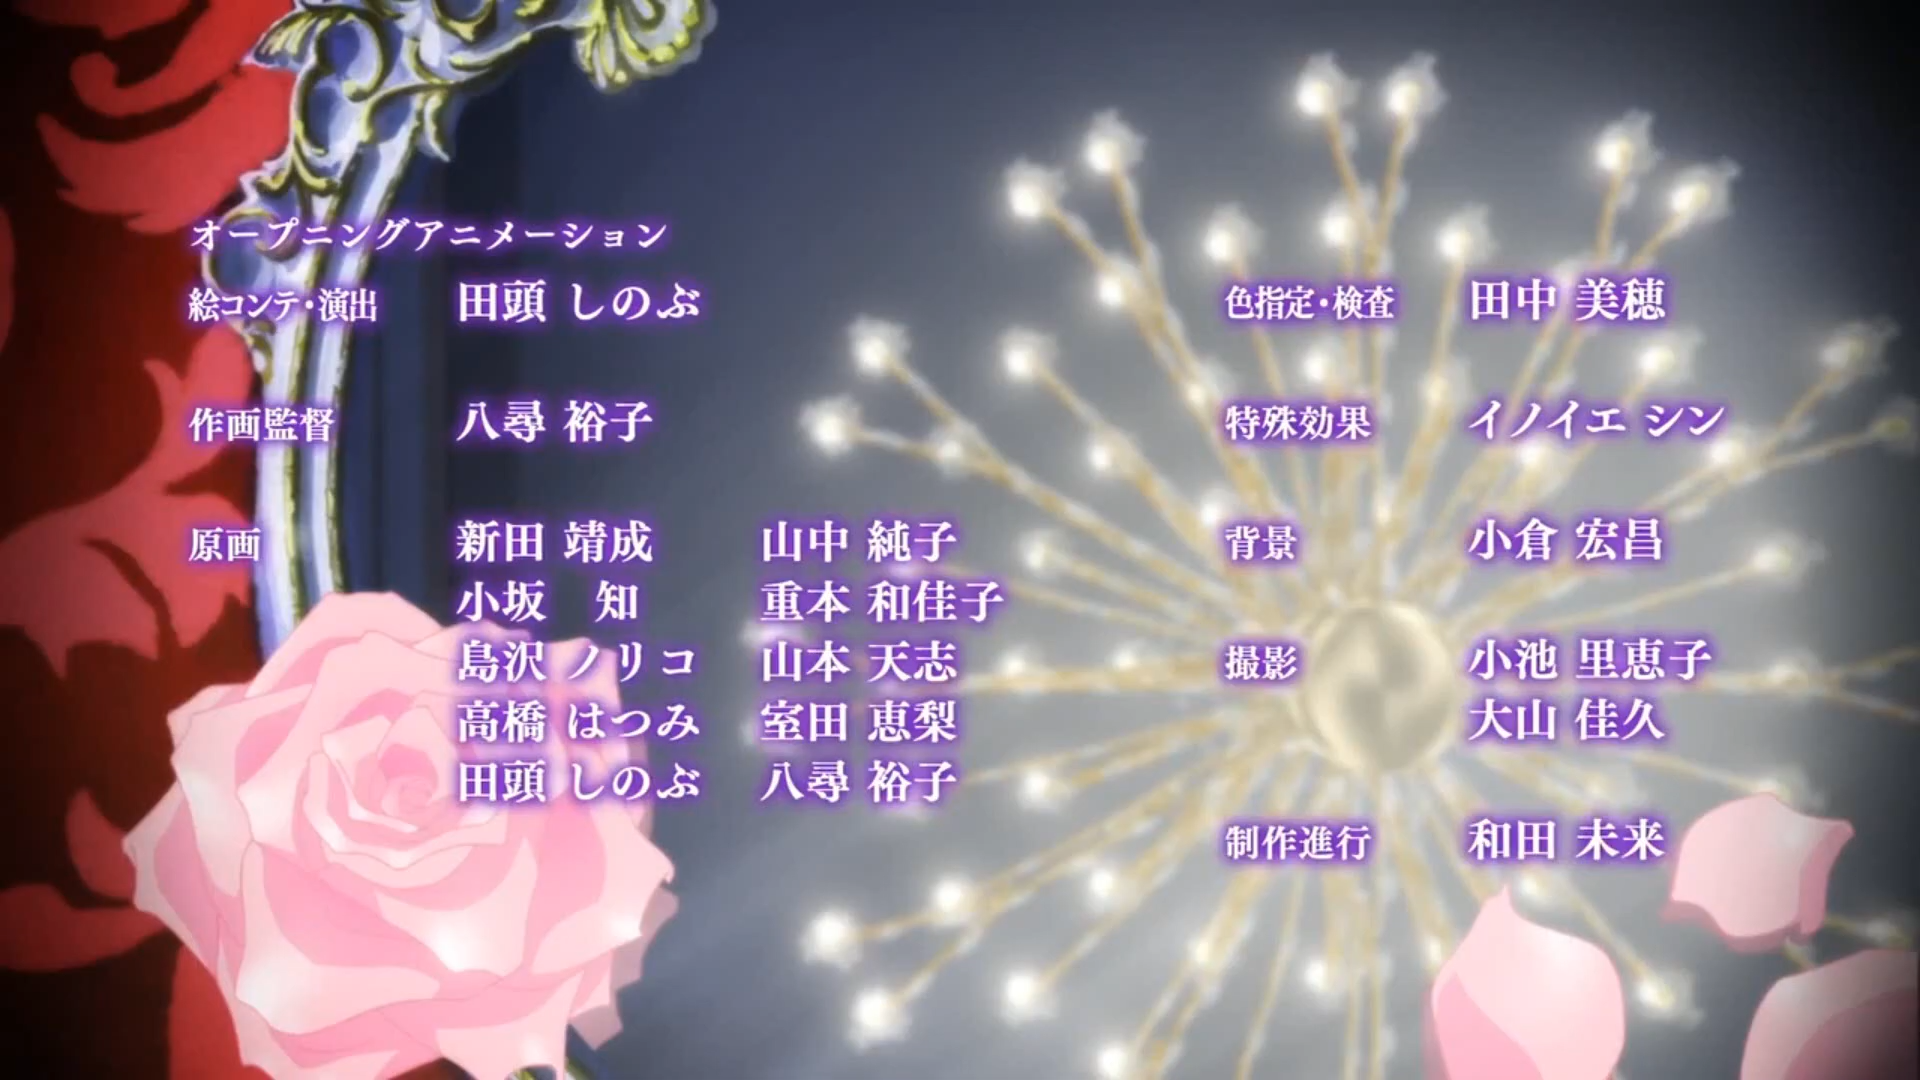 オープニングアニメーション
絵コンテ・演出 田頭 しのぶ
作画監督 八尋 裕子
原画 新田 靖成 山中 純子
小坂 知 重本 和佳子
島沢 ノリコ 山本 天志
高橋 はつみ 室田 恵梨
田頭 しのぶ 八尋 裕子
色指定・検査 田中 美穂
特殊効果 イノイエ シン
背景 小倉 宏昌
撮影 小池 里恵子
大山 佳久
制作進行 和田 未来